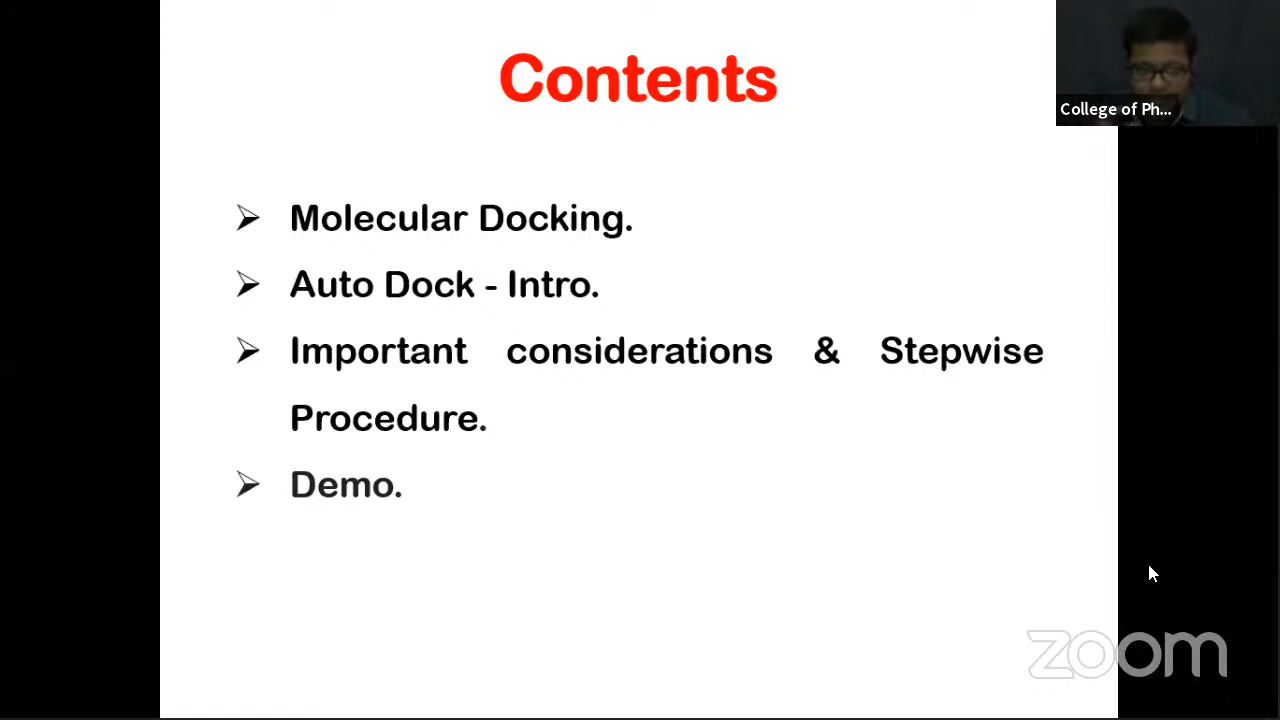 Contents
College of Ph...
Molecular Docking.
Auto Dock - Intro.
Important considerations & Stepwise
Procedure.
Demo.
zoom